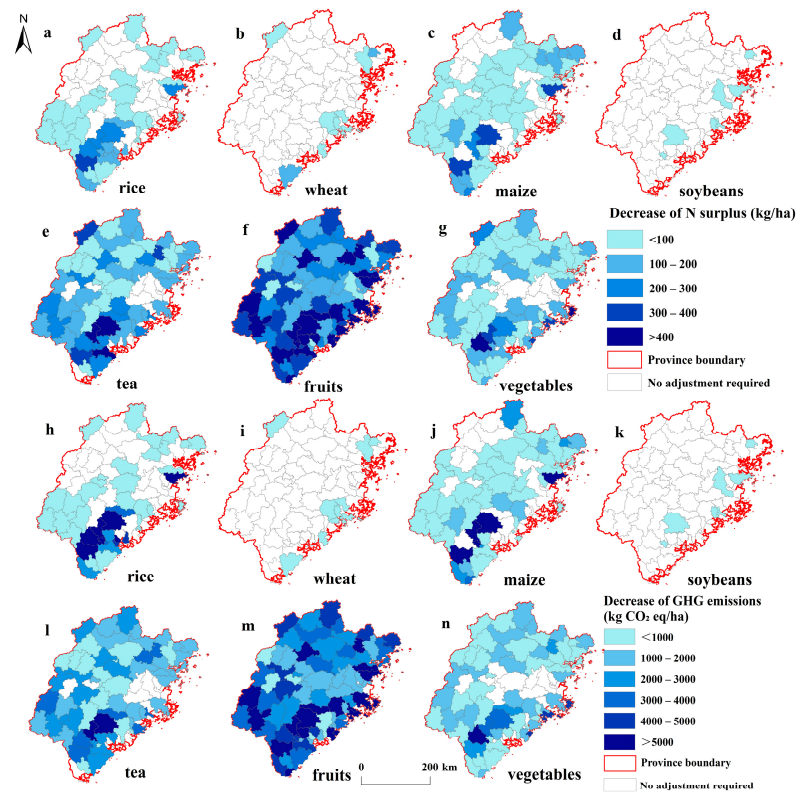 N
a
b
c
d
rice
wheat
maize
soybeans
Decrease of N surplus (kg/ha)
<100
100 – 200
200 – 300
300 – 400
>400
Province boundary
No adjustment required
e
f
g
tea
fruits
vegetables
h
i
j
k
ricc
wheat
maize
soybeans
Decrease of GHG emissions
(kg CO₂ eq/ha)
<1000
1000 – 2000
2000 – 3000
3000 – 4000
4000 – 5000
>5000
Province boundary
No adjustment required
l
m
n
tea
fruits
0 200 km
vegetables